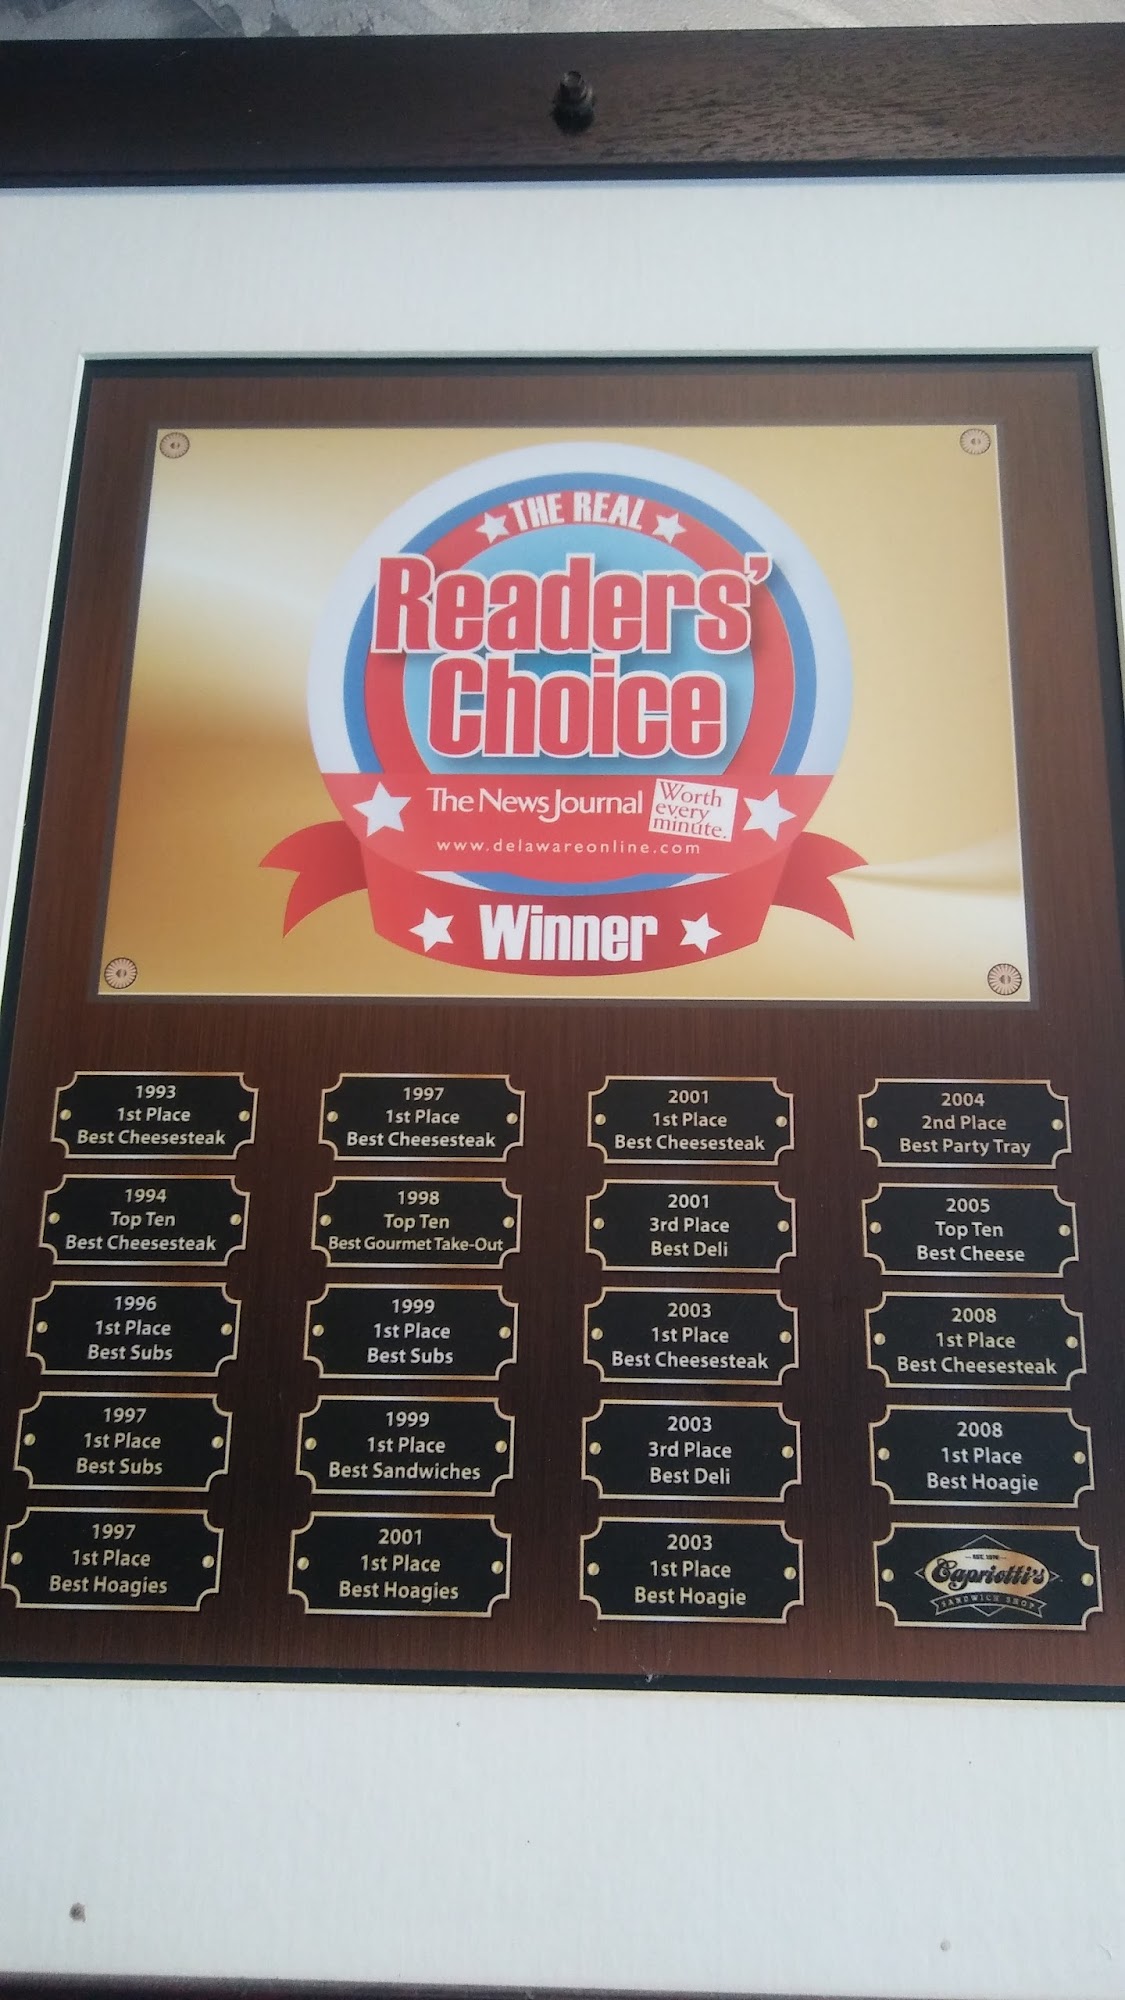 THE REAL
Readers'
Choice
The News Journal
Worth
every
minute.
www.delawareonline.com
Winner
1993
1st Place
Best Cheesesteak
1994
Top Ten
Best Cheesesteak
1996
1st Place
Best Subs
1997
1st Place
Best Subs
1997
1st Place
Best Hoagies
1997
1st Place
Best Cheesesteak
1998
Top Ten
Best Gourmet Take-Out
1999
1st Place
Best Subs
1999
1st Place
Best Sandwiches
2001
1st Place
Best Hoagies
2001
1st Place
Best Cheesesteak
2001
3rd Place
Best Deli
2003
1st Place
Best Cheesesteak
2003
3rd Place
Best Deli
2003
1st Place
Best Hoagie
2004
2nd Place
Best Party Tray
2005
Top Ten
Best Cheese
2008
1st Place
Best Cheesesteak
2008
1st Place
Best Hoagie
EST. 1976
Capriotti's
SANDWICH SHOP